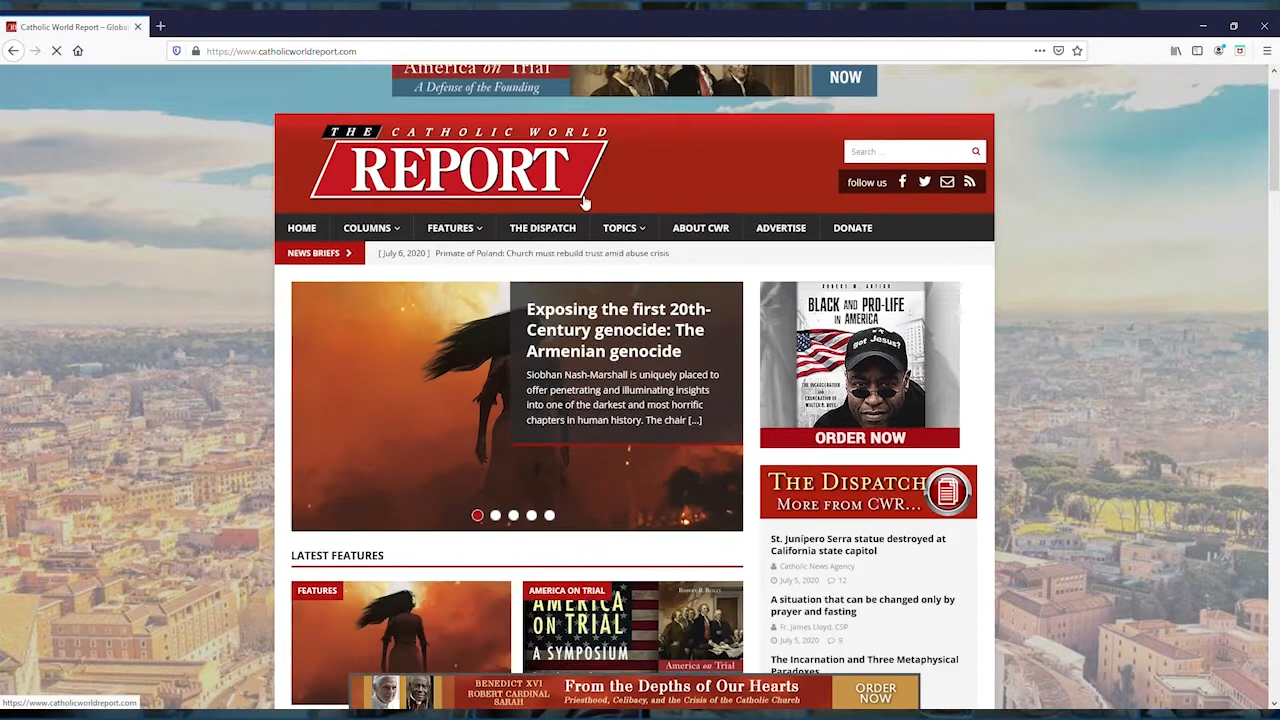 Catholic World Report – Globa
https://www.catholicworldreport.com
America on Trial
A Defense of the Founding
NOW
THE CATHOLIC WORLD
REPORT
Search ...
follow us
HOME
COLUMNS
FEATURES
THE DISPATCH
TOPICS
ABOUT CWR
ADVERTISE
DONATE
NEWS BRIEFS
[ July 6, 2020 ] Primate of Poland: Church must rebuild trust amid abuse crisis
Exposing the first 20th-
Century genocide: The
Armenian genocide
Siobhan Nash-Marshall is uniquely placed to
offer penetrating and illuminating insights
into one of the darkest and most horrific
chapters in human history. The chair [...]
BLACK AND PRO-LIFE
IN AMERICA
got Jesus?
ORDER NOW
THE DISPATCH
MORE FROM CWR...
St. Junípero Serra statue destroyed at
California state capitol
Catholic News Agency
July 5, 2020 12
A situation that can be changed only by
prayer and fasting
Fr. James Lloyd, CSP
July 5, 2020 9
The Incarnation and Three Metaphysical
Paradoxes
LATEST FEATURES
FEATURES
AMERICA ON TRIAL
AMERICA
ON TRIAL
A SYMPOSIUM
ROBERT R. REILLY
America on Trial
BENEDICT XVI
ROBERT CARDINAL
SARAH
From the Depths of Our Hearts
Priesthood, Celibacy, and the Crisis of the Catholic Church
ORDER
NOW
https://www.catholicworldreport.com